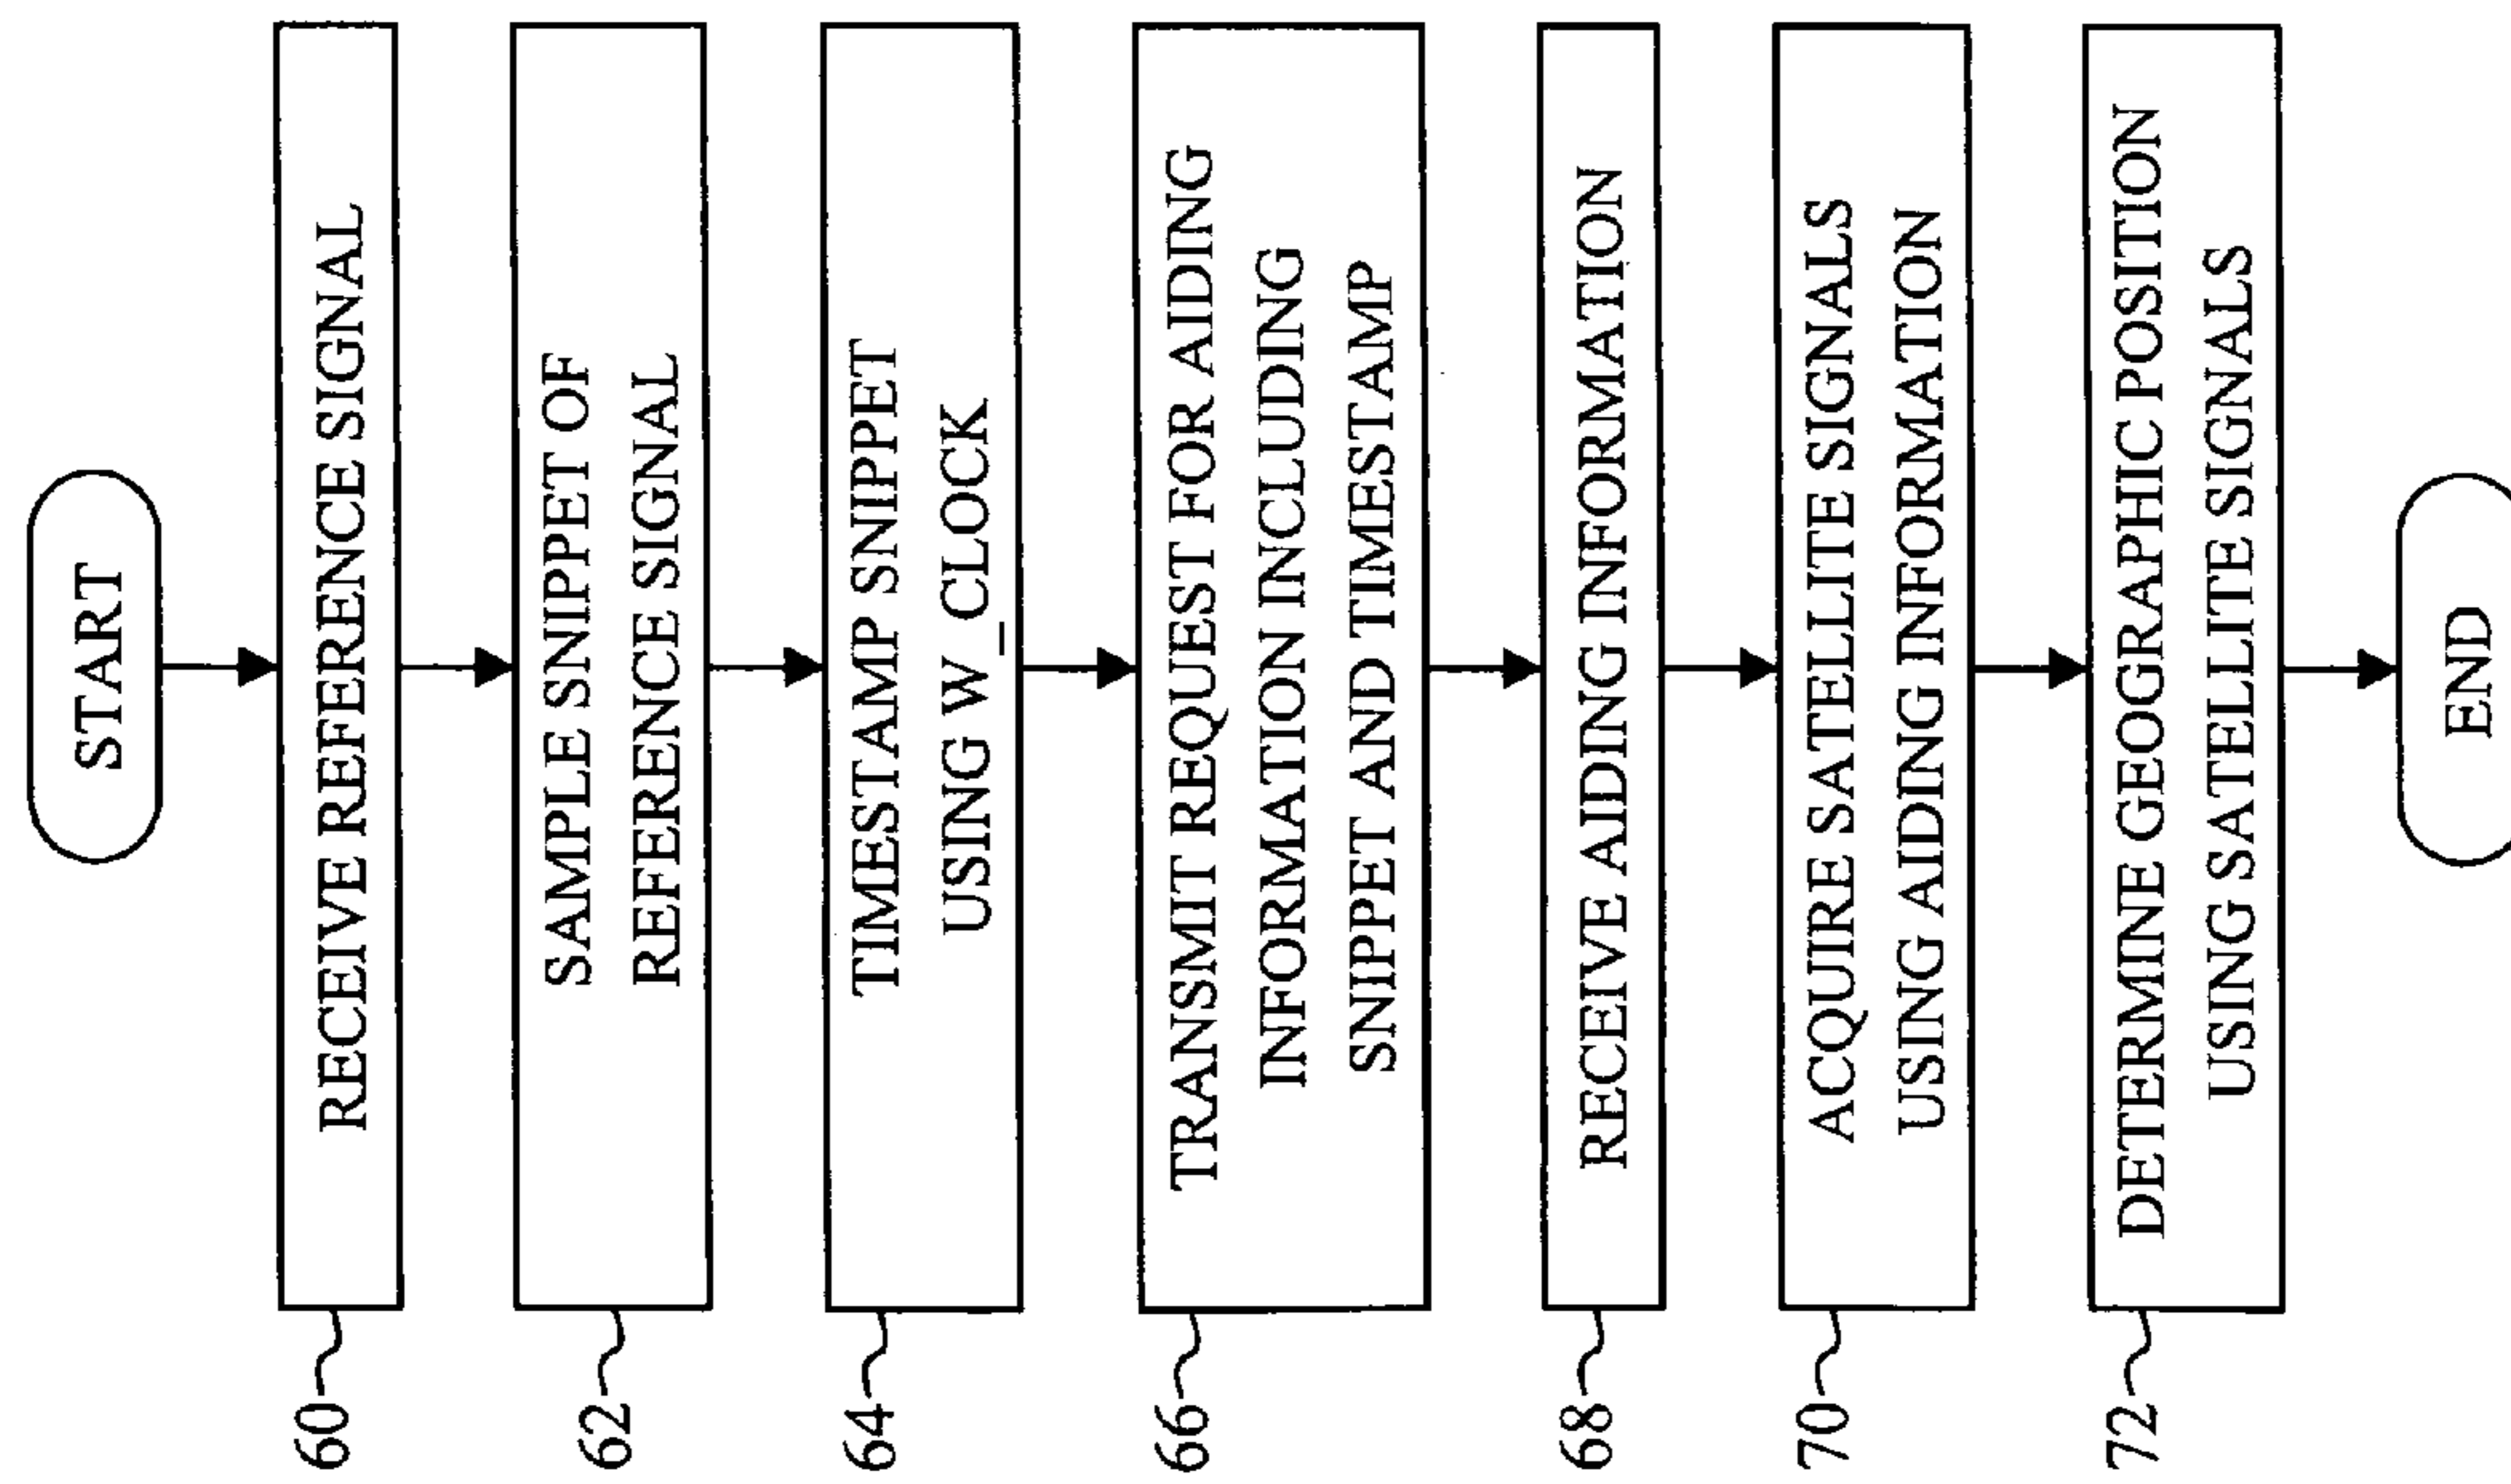 START
60
RECEIVE REFERENCE SIGNAL
62
SAMPLE SNIPPET OF
REFERENCE SIGNAL
64
TIMESTAMP SNIPPET
USING W_CLOCK
66
TRANSMIT REQUEST FOR AIDING
INFORMATION INCLUDING
SNIPPET AND TIMESTAMP
68
RECEIVE AIDING INFORMATION
70
ACQUIRE SATELLITE SIGNALS
USING AIDING INFORMATION
72
DETERMINE GEOGRAPHIC POSITION
USING SATELLITE SIGNALS
END